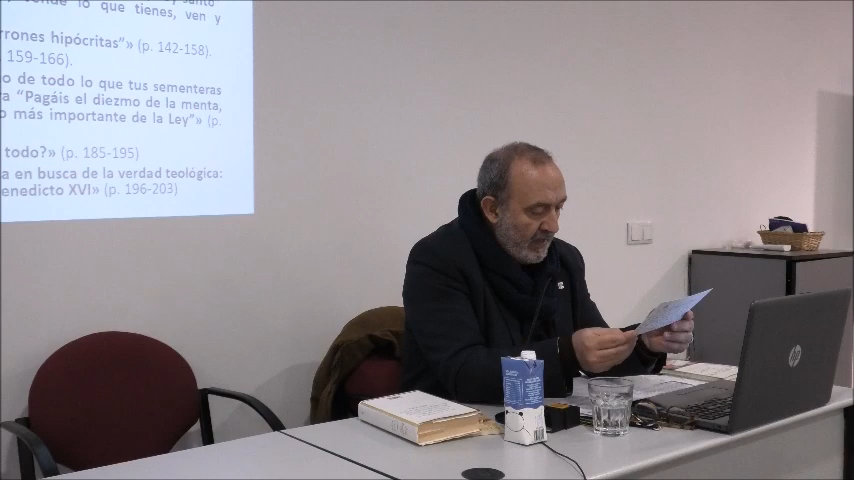 lo que tienes, ven y
hipócritas"» (p. 142-158).
159-166).
o de todo lo que tus sementeras
a "Pagáis el diezmo de la menta,
o más importante de la Ley"» (p.
todo?» (p. 185-195)
a en busca de la verdad teológica:
enedicto XVI» (p. 196-203)
hp